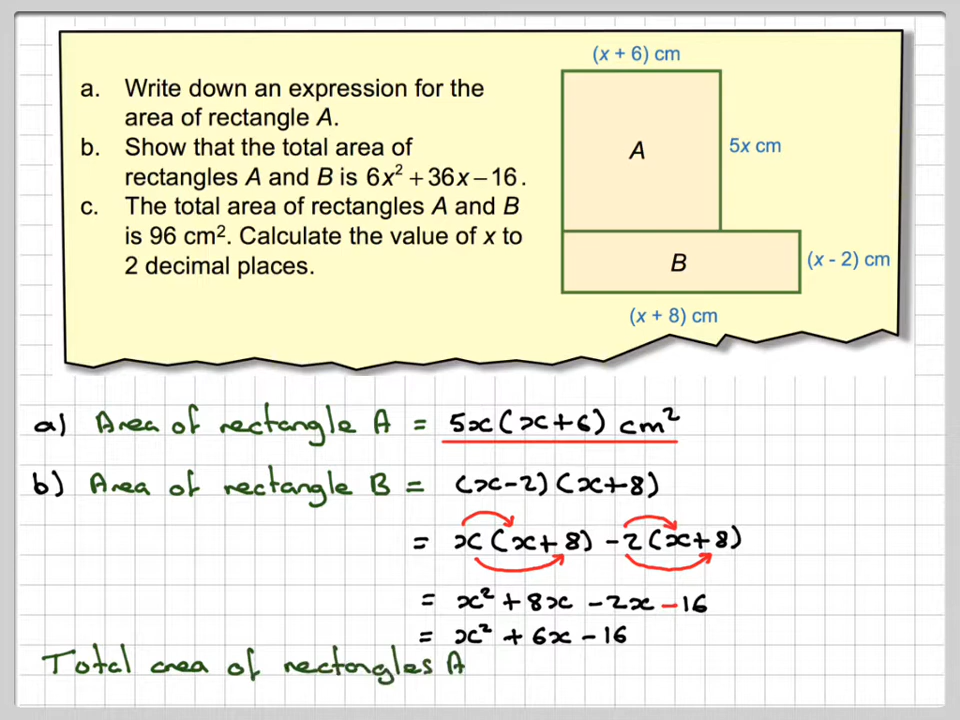 (x + 6) cm
a. Write down an expression for the
area of rectangle A.
b. Show that the total area of
rectangles A and B is 6x² + 36x – 16.
c. The total area of rectangles A and B
is 96 cm². Calculate the value of x to
2 decimal places.
A
5x cm
B
(x - 2) cm
(x + 8) cm
a) Area of rectangle A = 5x(x+6) cm²
b) Area of rectangle B = (x-2)(x+8)
= x(x+8) -2(x+8)
= x² + 8x - 2x - 16
= x² + 6x - 16
Total area of rectangles A